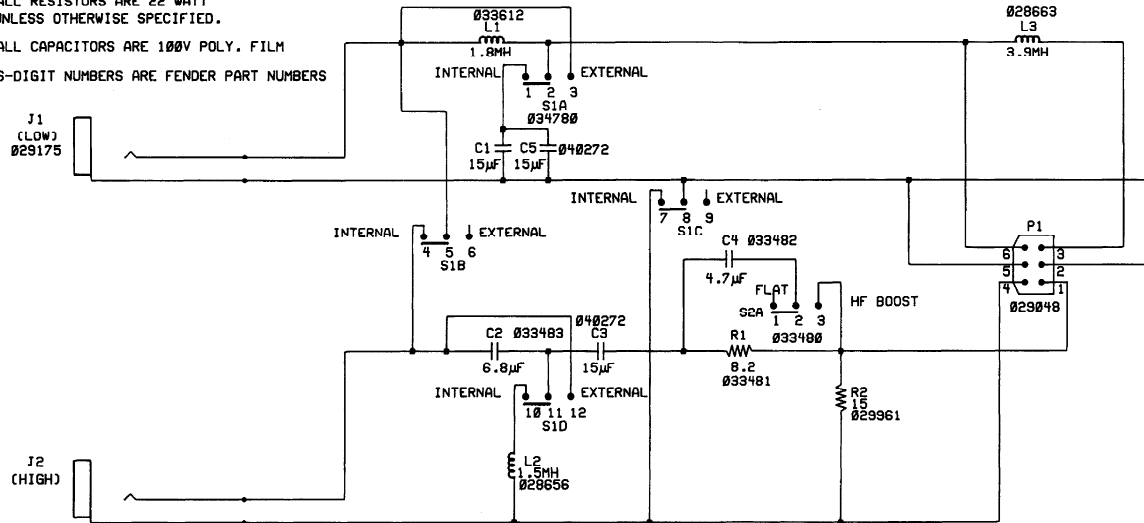 ALL RESISTORS ARE 22 WATT
UNLESS OTHERWISE SPECIFIED.
ALL CAPACITORS ARE 100V POLY. FILM
6-DIGIT NUMBERS ARE FENDER PART NUMBERS
033612
L1
1.8MH
028663
L3
3.9MH
INTERNAL
EXTERNAL
1 2 3
S1A
034780
J1
(LOW)
029175
C1
15µF
C5
15µF
040272
INTERNAL
EXTERNAL
7 8 9
S1C
INTERNAL
EXTERNAL
4 5 6
S1B
P1
6 3
5 2
4 1
029048
C4 033482
4.7µF
FLAT
HF BOOST
S2A
1 2 3
033480
C2 033483
6.8µF
040272
C3
15µF
R1
8.2
033481
INTERNAL
EXTERNAL
10 11 12
S1D
R2
15
029961
L2
1.5MH
028656
J2
(HIGH)